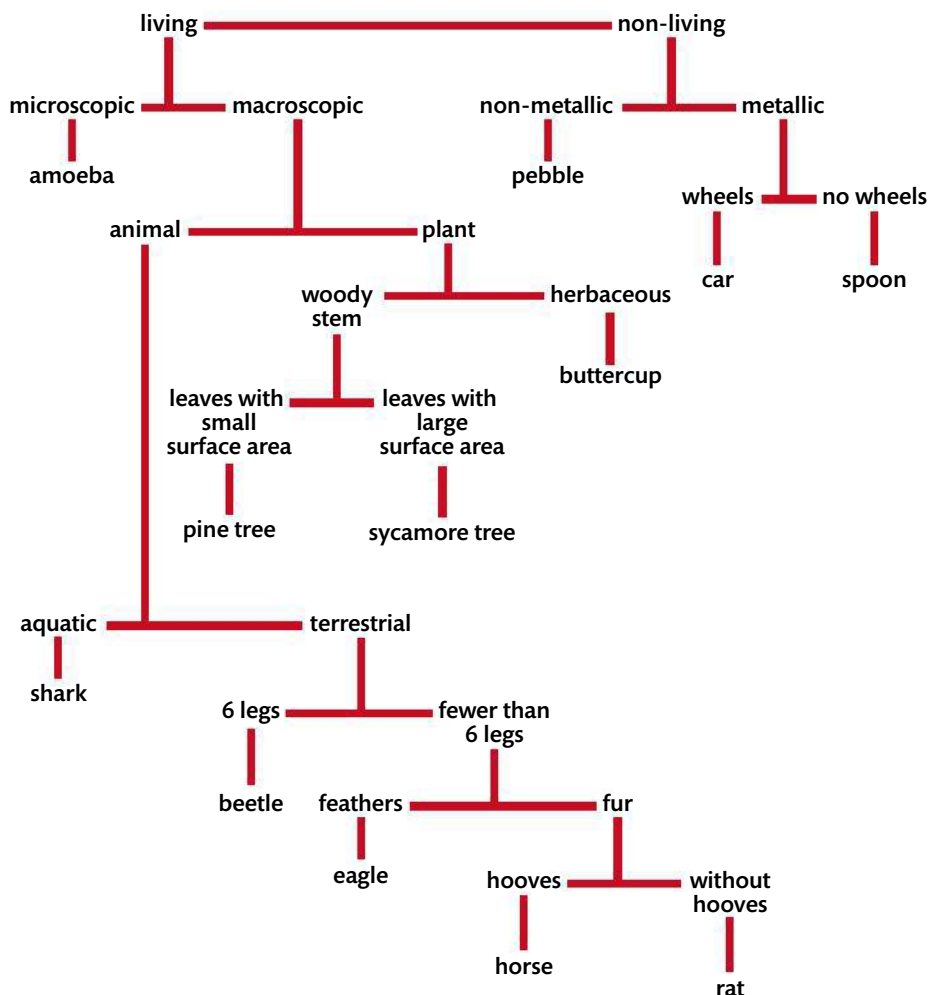 living non-living
microscopic macroscopic non-metallic metallic
amoeba pebble
wheels no wheels
animal plant
car spoon
woody
stem
herbaceous
buttercup
leaves with
small
surface area
leaves with
large
surface area
pine tree sycamore tree
aquatic terrestrial
shark
6 legs
fewer than
6 legs
beetle feathers fur
eagle
hooves
without
hooves
horse
rat